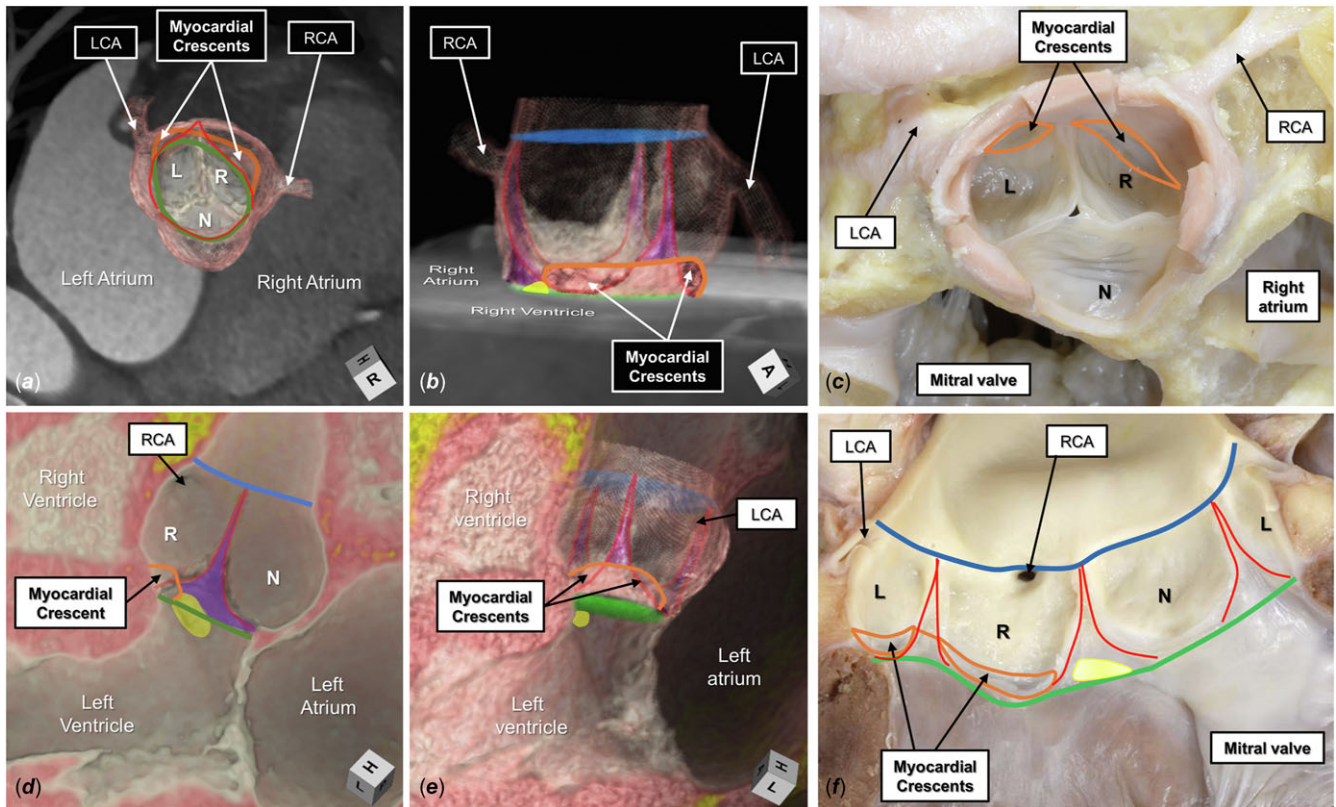 LCA
Myocardial
Crescents
RCA
L
R
N
Left Atrium
Right Atrium
H
R
(a)
RCA
LCA
Right
Atrium
Right Ventricle
Myocardial
Crescents
A
(b)
Myocardial
Crescents
RCA
LCA
L
R
N
Right
atrium
Mitral valve
(c)
RCA
Right
Ventricle
R
N
Myocardial
Crescent
Left
Ventricle
Left
Atrium
H
(d)
Right
ventricle
LCA
Myocardial
Crescents
Left
atrium
Left
ventricle
H
L
(e)
LCA
RCA
L
L
R
N
Myocardial
Crescents
Mitral valve
(f)